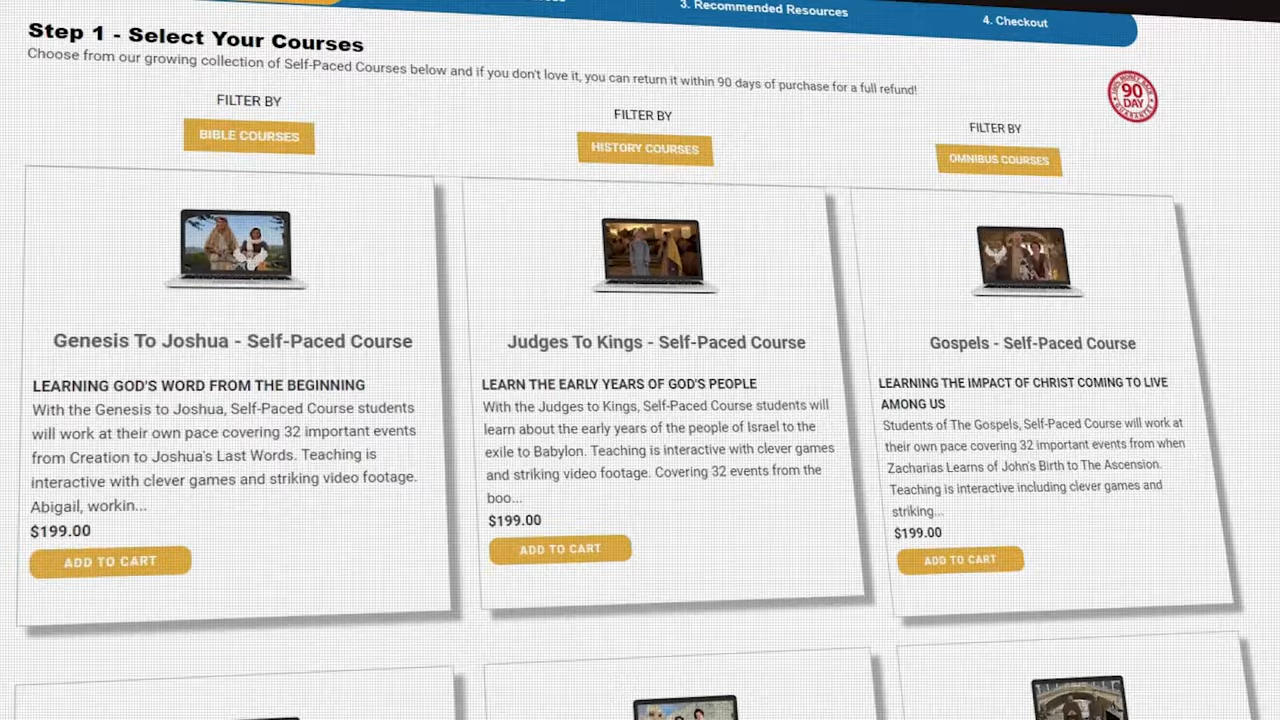 3. Recommended Resources
4. Checkout
Step 1 - Select Your Courses
Choose from our growing collection of Self-Paced Courses below and if you don't love it, you can return it within 90 days of purchase for a full refund!
100% MONEY BACK
90
DAY
GUARANTEE
FILTER BY
BIBLE COURSES
FILTER BY
HISTORY COURSES
FILTER BY
OMNIBUS COURSES
Genesis To Joshua - Self-Paced Course
LEARNING GOD'S WORD FROM THE BEGINNING
With the Genesis to Joshua, Self-Paced Course students
will work at their own pace covering 32 important events
from Creation to Joshua's Last Words. Teaching is
interactive with clever games and striking video footage.
Abigail, workin...
$199.00
ADD TO CART
Judges To Kings - Self-Paced Course
LEARN THE EARLY YEARS OF GOD'S PEOPLE
With the Judges to Kings, Self-Paced Course students will
learn about the early years of the people of Israel to the
exile to Babylon. Teaching is interactive with clever games
and striking video footage. Covering 32 events from the
boo...
$199.00
ADD TO CART
Gospels - Self-Paced Course
LEARNING THE IMPACT OF CHRIST COMING TO LIVE
AMONG US
Students of The Gospels, Self-Paced Course will work at
their own pace covering 32 important events from when
Zacharias Learns of John's Birth to The Ascension.
Teaching is interactive including clever games and
striking...
$199.00
ADD TO CART